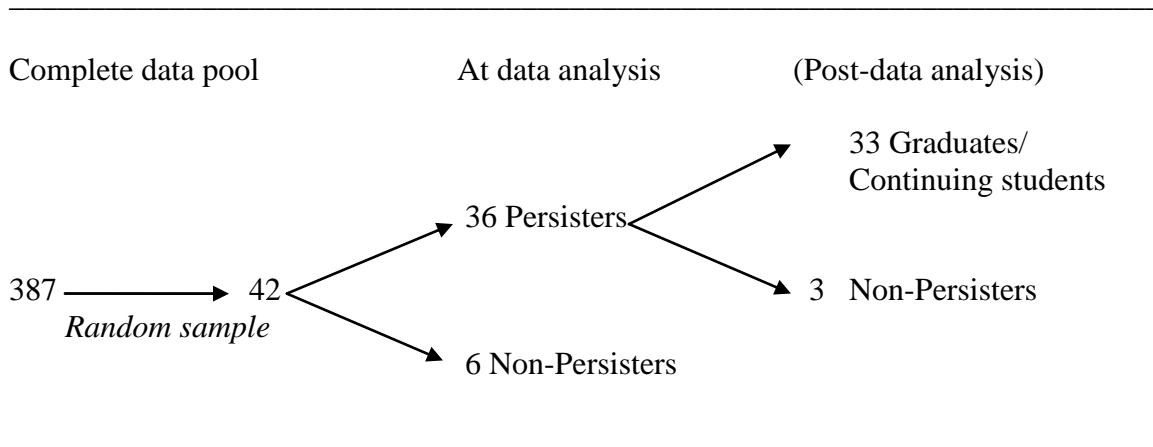 Complete data pool At data analysis (Post-data analysis)
33 Graduates/
Continuing students
36 Persisters
387 42 3 Non-Persisters
Random sample
6 Non-Persisters